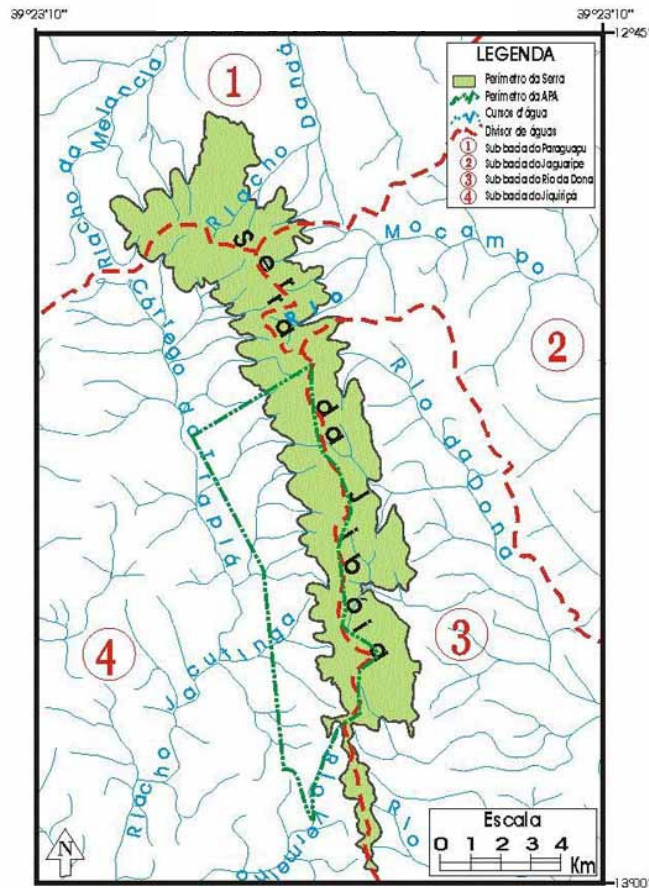 39°23'10"
39°23'10"
12°45'
LEGENDA
Perímetro da Serra
Perímetro da APA
Cursos d'água
Divisor de águas
1 Sub-bacia do Paraguaçu
2 Sub-bacia do Jaguaripe
3 Sub-bacia do Rio da Dona
4 Sub-bacia do Jiquiriçá
1
Riacho da Melancia
Riacho Dandá
Mocambo
Rio
Serra da Jibóia
2
Córrego do Irapiá
Rio da Dona
3
4
Riacho Jacutinga
Vermelho
Rio
Escala
0 1 2 3 4
Km
N
13°00'